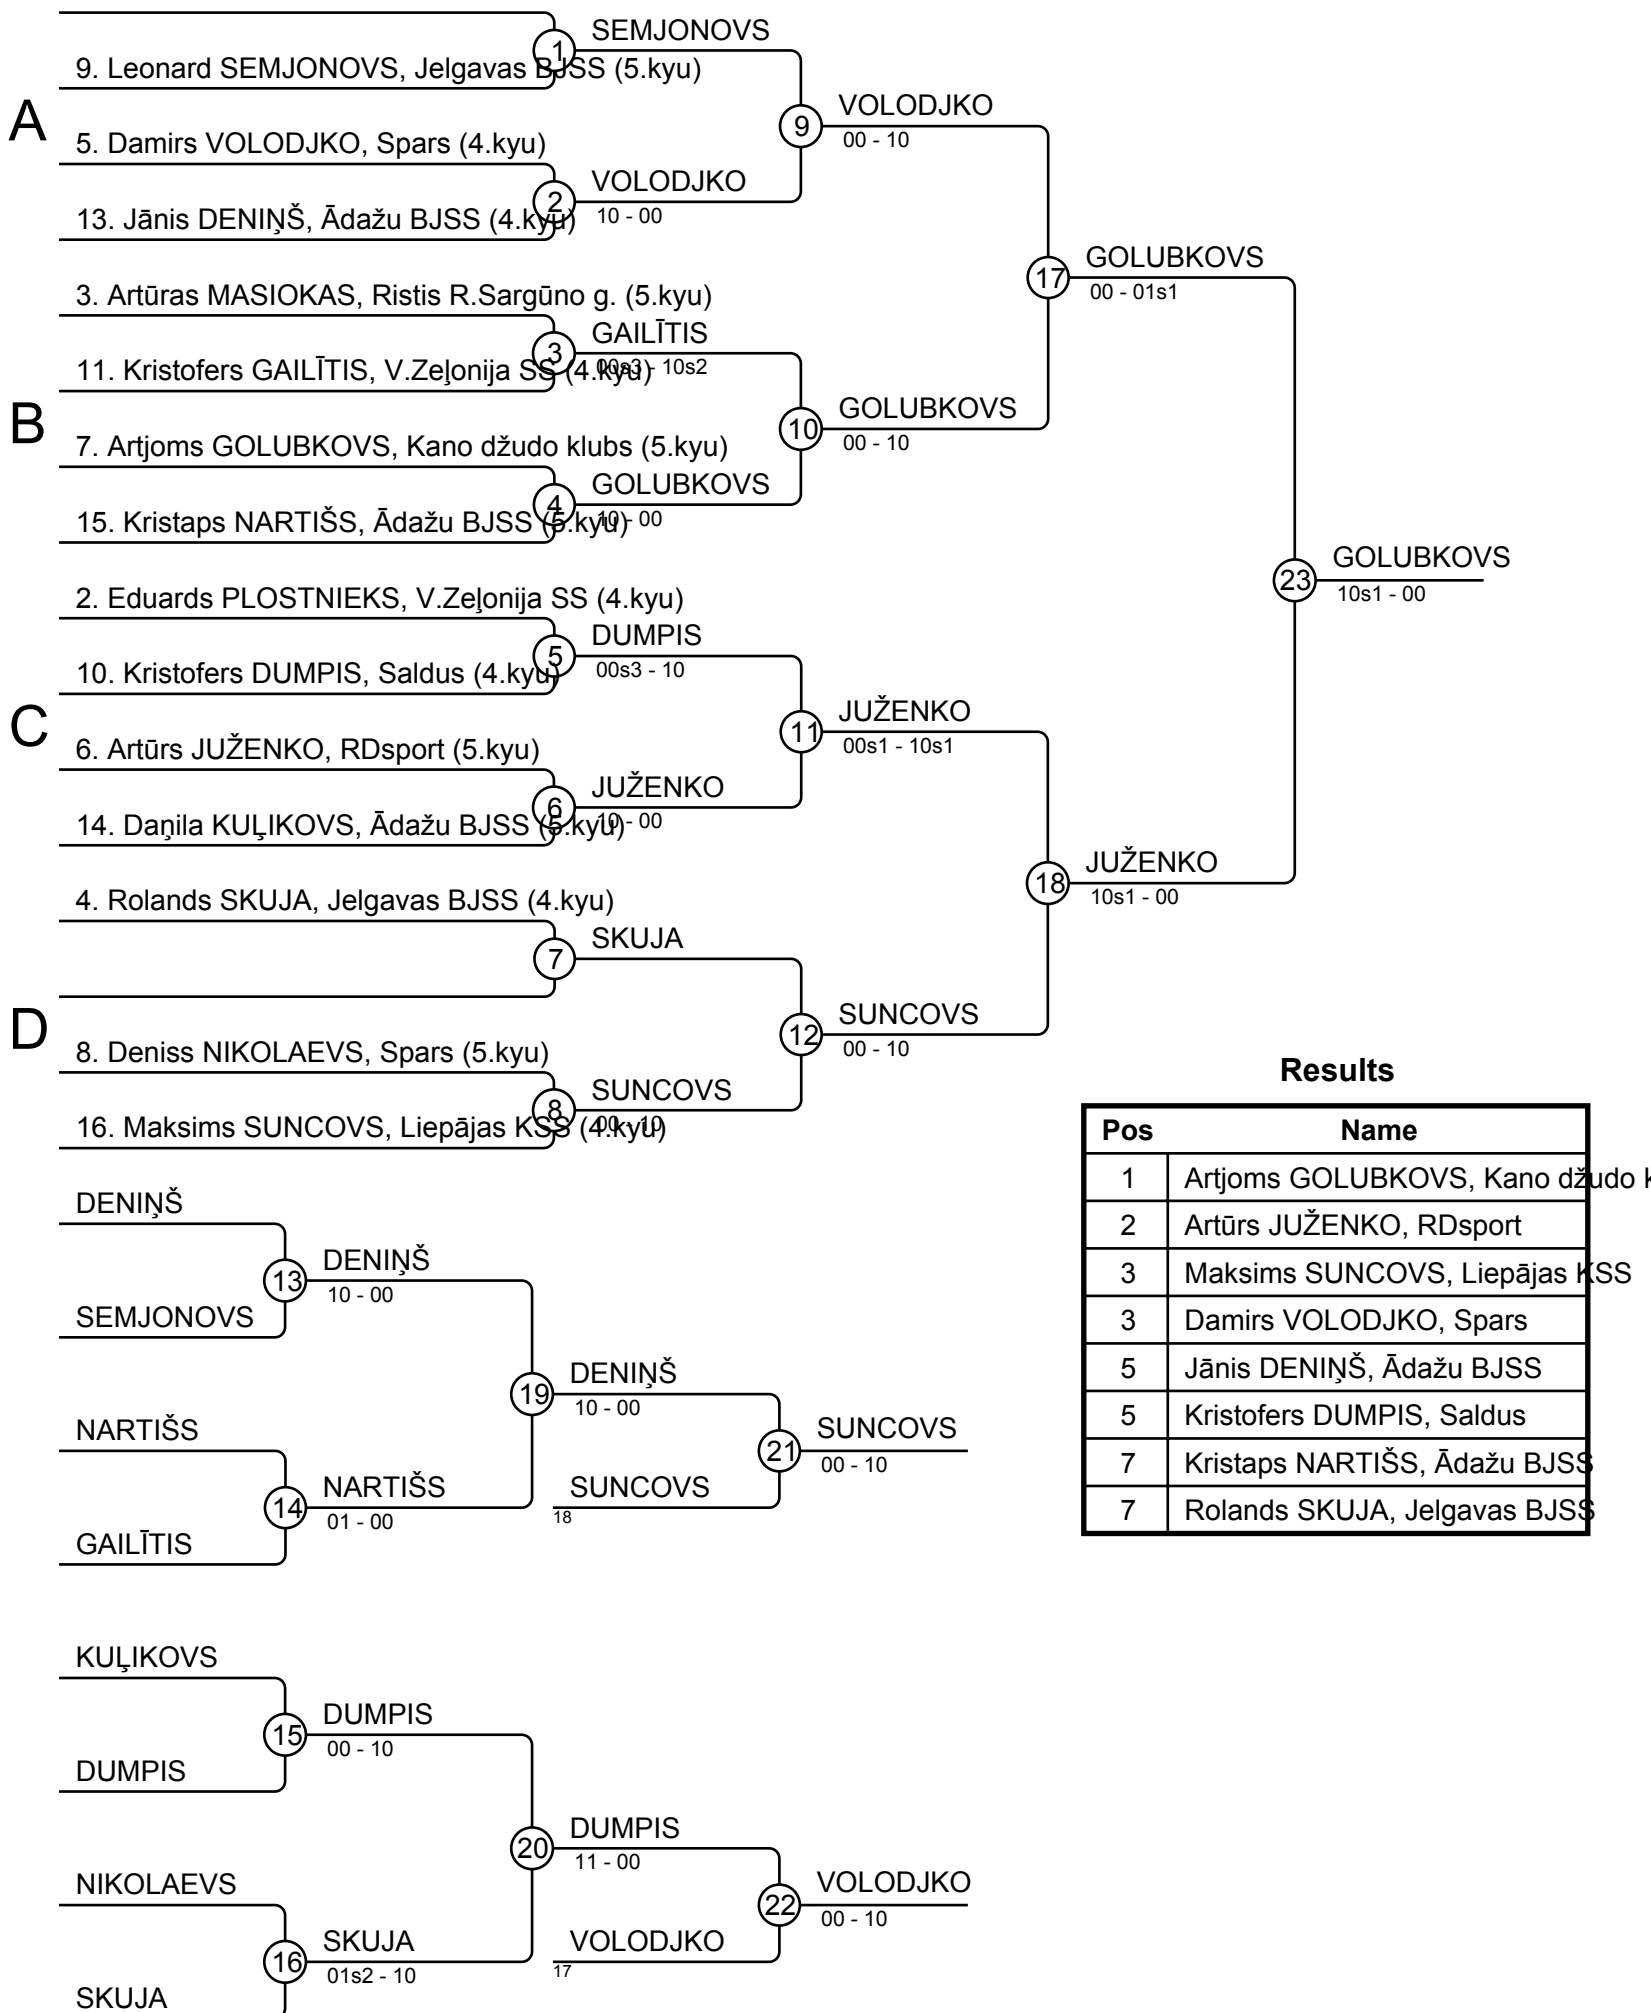 SEMJONOVS
1
9. Leonard SEMJONOVS, Jelgavas BJSS (5.kyu)
A
VOLODJKO
9
00 - 10
5. Damirs VOLODJKO, Spars (4.kyu)
VOLODJKO
2
10 - 00
13. Jānis DENIŅŠ, Ādažu BJSS (4.kyu)
GOLUBKOVS
17
00 - 01s1
3. Artūras MASIOKAS, Ristis R.Sargūno g. (5.kyu)
GAILĪTIS
3
00s3 - 10s2
11. Kristofers GAILĪTIS, V.Zeļonija SS (4.kyu)
B
GOLUBKOVS
10
00 - 10
7. Artjoms GOLUBKOVS, Kano džudo klubs (5.kyu)
GOLUBKOVS
4
10 - 00
15. Kristaps NARTIŠS, Ādažu BJSS (5.kyu)
GOLUBKOVS
23
10s1 - 00
2. Eduards PLOSTNIEKS, V.Zeļonija SS (4.kyu)
DUMPIS
5
00s3 - 10
10. Kristofers DUMPIS, Saldus (4.kyu)
C
JUŽENKO
11
00s1 - 10s1
6. Artūrs JUŽENKO, RDsport (5.kyu)
JUŽENKO
6
10 - 00
14. Daņila KUĻIKOVS, Ādažu BJSS (5.kyu)
JUŽENKO
18
10s1 - 00
4. Rolands SKUJA, Jelgavas BJSS (4.kyu)
SKUJA
7
D
SUNCOVS
12
00 - 10
8. Deniss NIKOLAEVS, Spars (5.kyu)
SUNCOVS
8
00 - 10
16. Maksims SUNCOVS, Liepājas KSS (4.kyu)
Results
Pos Name
1 Artjoms GOLUBKOVS, Kano džudo k
2 Artūrs JUŽENKO, RDsport
3 Maksims SUNCOVS, Liepājas KSS
3 Damirs VOLODJKO, Spars
5 Jānis DENIŅŠ, Ādažu BJSS
5 Kristofers DUMPIS, Saldus
7 Kristaps NARTIŠS, Ādažu BJSS
7 Rolands SKUJA, Jelgavas BJSS
DENIŅŠ
DENIŅŠ
13
10 - 00
SEMJONOVS
DENIŅŠ
19
10 - 00
NARTIŠS
SUNCOVS
21
00 - 10
NARTIŠS
14
01 - 00
SUNCOVS
18
GAILĪTIS
KUĻIKOVS
DUMPIS
15
00 - 10
DUMPIS
DUMPIS
20
11 - 00
NIKOLAEVS
VOLODJKO
22
00 - 10
SKUJA
16
01s2 - 10
VOLODJKO
17
SKUJA